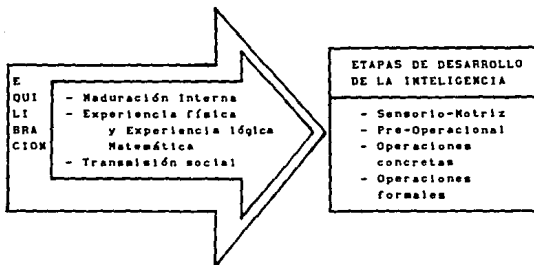 E
QUI
LI
BRA
CION
- Maduración Interna
- Experiencia física
y Experiencia lógica
Matemática
- Transmisión social
ETAPAS DE DESARROLLO
DE LA INTELIGENCIA
- Sensorio-Motriz
- Pre-Operacional
- Operaciones
concretas
- Operaciones
formales